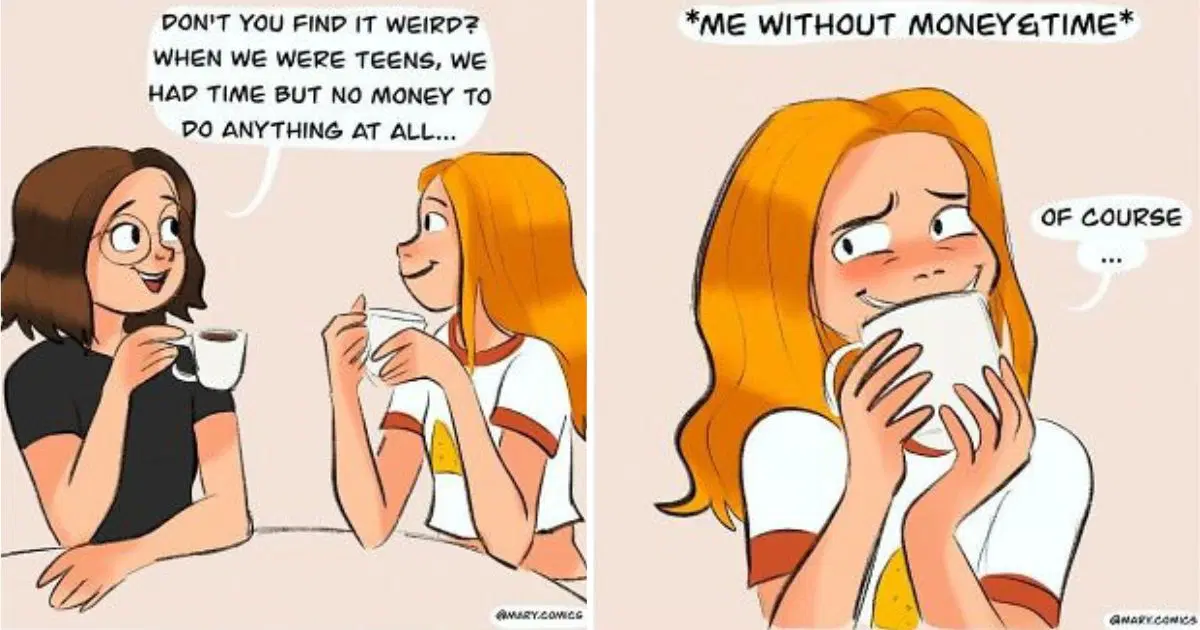 DON'T YOU FIND IT WEIRD?
WHEN WE WERE TEENS, WE
HAD TIME BUT NO MONEY TO
DO ANYTHING AT ALL...
@MARY.COMICS
*ME WITHOUT MONEY&TIME*
OF COURSE
...
@MARY.COMICS